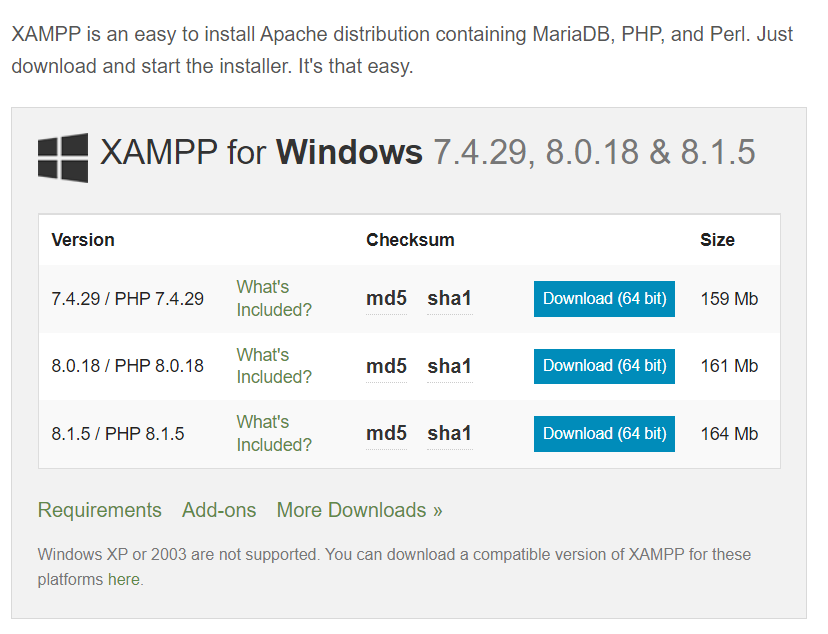 XAMPP is an easy to install Apache distribution containing MariaDB, PHP, and Perl. Just
download and start the installer. It's that easy.
XAMPP for Windows 7.4.29, 8.0.18 & 8.1.5
Version Checksum Size
7.4.29 / PHP 7.4.29 What's Included? md5 sha1 Download (64 bit) 159 Mb
8.0.18 / PHP 8.0.18 What's Included? md5 sha1 Download (64 bit) 161 Mb
8.1.5 / PHP 8.1.5 What's Included? md5 sha1 Download (64 bit) 164 Mb
Requirements Add-ons More Downloads »
Windows XP or 2003 are not supported. You can download a compatible version of XAMPP for these
platforms here.